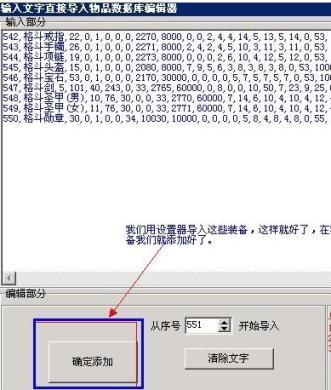 输入文字直接导入物品数据库编辑器
输入部分
542,格斗戒指,22,0,1,0,0,0,2270,8000,0,0,2,4,4,14,5,13,5,14,0,53,
543,格斗手镯,26,0,1,0,0,0,2271,8000,2,4,2,4,5,10,3,11,3,11,0,53,
544,格斗项链,19,0,1,0,0,0,2273,8000,0,0,2,6,10,4,12,5,12,0,53,
545,格斗头盔,15,0,1,0,0,0,2080,8000,7,9,5,6,3,8,3,8,3,8,0,53,100
546,格斗宝石,53,0,1,0,0,0,2170,30000,0,0,0,0,5,7,5,7,5,7,0,53,100
547,格斗剑,5,101,40,243,0,33,2765,60000,0,8,0,0,10,50,7,23,9,25,
548,格斗圣甲(男),10,76,30,0,0,33,2770,60000,7,14,6,10,4,10,4,12,
549,格斗圣甲(女),11,76,30,0,0,33,2771,60000,7,14,6,10,4,10,4,12,
550,格斗勋章,30,0,1,0,0,34,10030,10000,0,0,0,0,5,8,4,8,4,8,0,55,
我们用设置器导入这些装备，这样就好了，在
备我们就添加好了。
编辑部分
从序号 551 开始导入
确定添加
清除文字